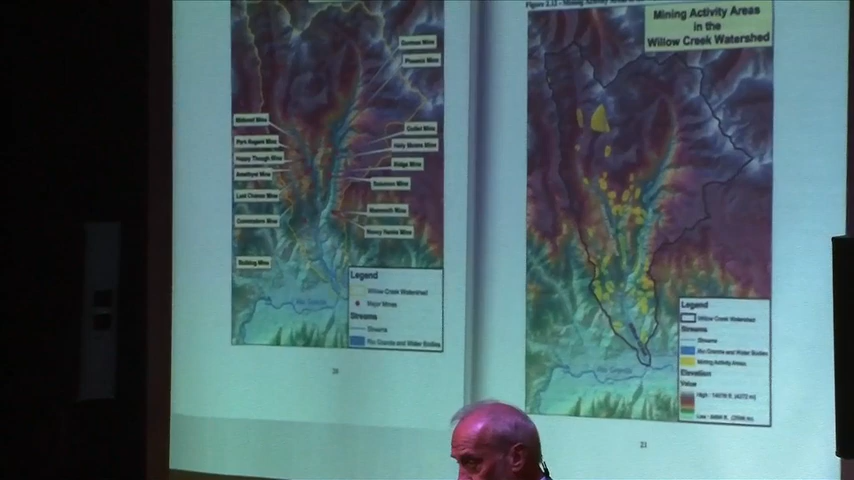 Phoenix Mine
Midwest Mine
Park Regent Mine
Happy Though Mine
Amethyst Mine
Last Chance Mine
Commodore Mine
Bulldog Mine
Outlet Mine
Holy Moses Mine
Ridge Mine
Solomon Mine
Mammoth Mine
Nancy Hanks Mine
Rio Grande
Legend
Willow Creek Watershed
Major Mines
Streams
Streams
Rio Grande and Water Bodies
20
Mining Activity Areas
in the
Willow Creek Watershed
Rio Grande
Legend
Willow Creek Watershed
Streams
Streams
Rio Grande and Water Bodies
Mining Activity Areas
Elevation
Value
21